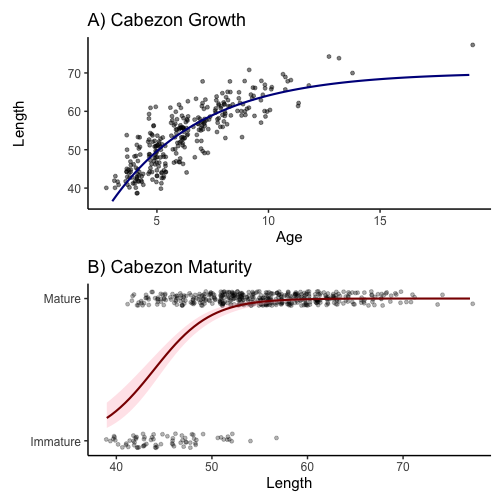 A) Cabezon Growth
Length
70
60
50
40
5 10 15
Age
B) Cabezon Maturity
Mature
Immature
40 50 60 70
Length